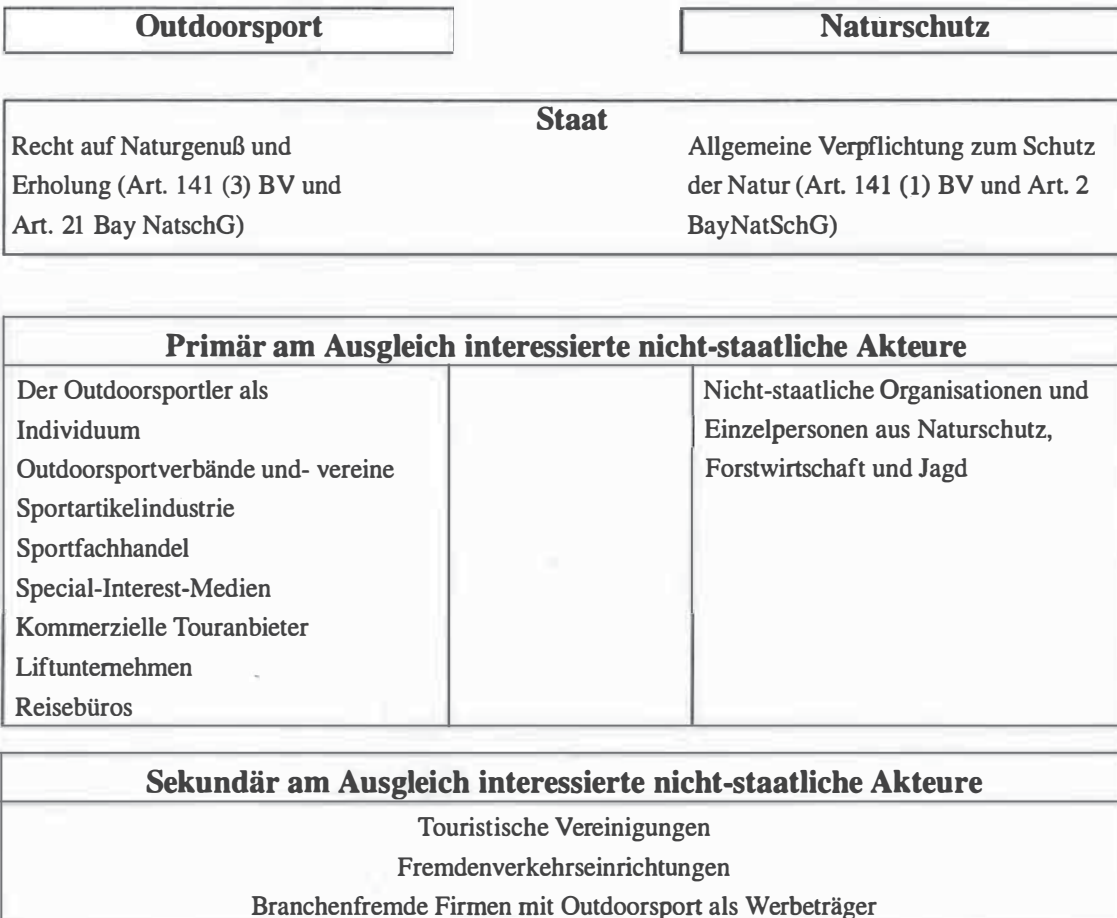 Outdoorsport
Naturschutz
Staat
Recht auf Naturgenuß und
Erholung (Art. 141 (3) BV und
Art. 21 Bay NatschG)
Allgemeine Verpflichtung zum Schutz
der Natur (Art. 141 (1) BV und Art. 2
BayNatSchG)
Primär am Ausgleich interessierte nicht-staatliche Akteure
Der Outdoorsportler als
Individuum
Outdoorsportverbände und- vereine
Sportartikelindustrie
Sportfachhandel
Special-Interest-Medien
Kommerzielle Touranbieter
Liftunternehmen
Reisebüros
Nicht-staatliche Organisationen und
Einzelpersonen aus Naturschutz,
Forstwirtschaft und Jagd
Sekundär am Ausgleich interessierte nicht-staatliche Akteure
Touristische Vereinigungen
Fremdenverkehrseinrichtungen
Branchenfremde Firmen mit Outdoorsport als Werbeträger